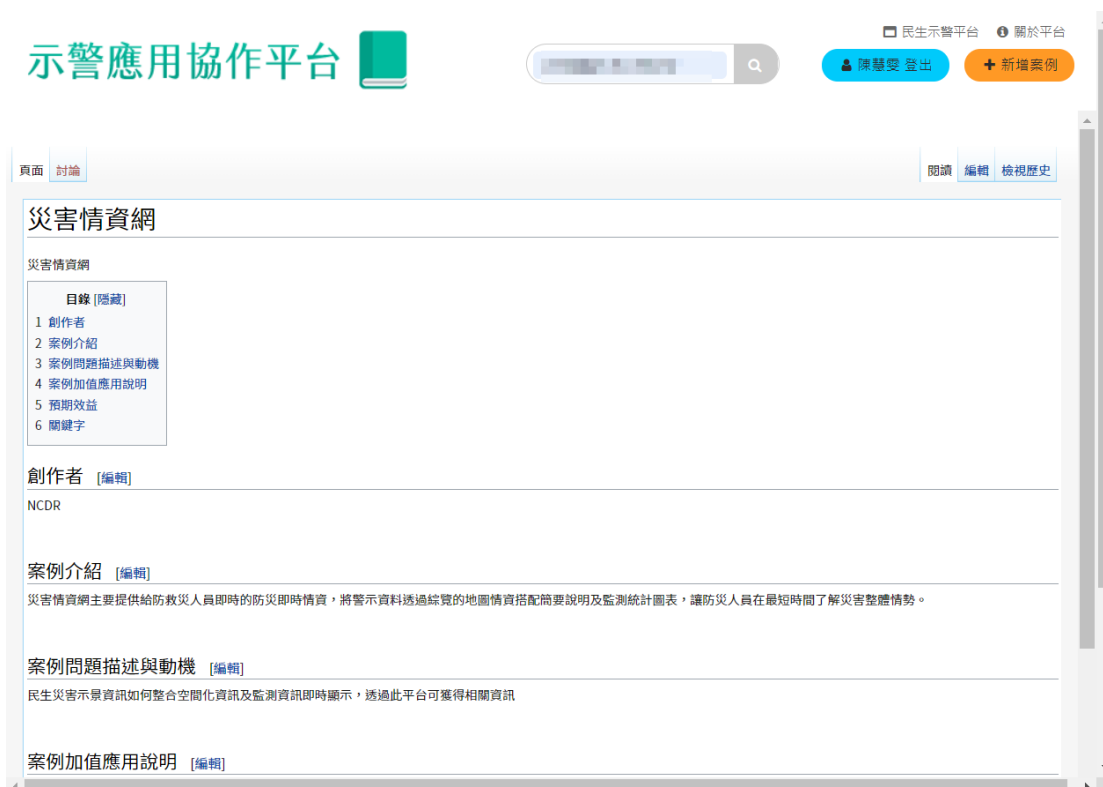 示警應用協作平台
民生示警平台 關於平台
陳慧雯 登出 新增案例
頁面 討論 閱讀 編輯 檢視歷史
災害情資網
災害情資網
目錄 [隱藏]
1 創作者
2 案例介紹
3 案例問題描述與動機
4 案例加值應用說明
5 預期效益
6 關鍵字
創作者 [編輯]
NCDR
案例介紹 [編輯]
災害情資網主要提供給防救災人員即時的防災即時情資，將警示資料透過綜覽的地圖情資搭配簡要說明及監測統計圖表，讓防災人員在最短時間了解災害整體情勢。
案例問題描述與動機 [編輯]
民生災害示景資訊如何整合空間化資訊及監測資訊即時顯示，透過此平台可獲得相關資訊
案例加值應用說明 [編輯]